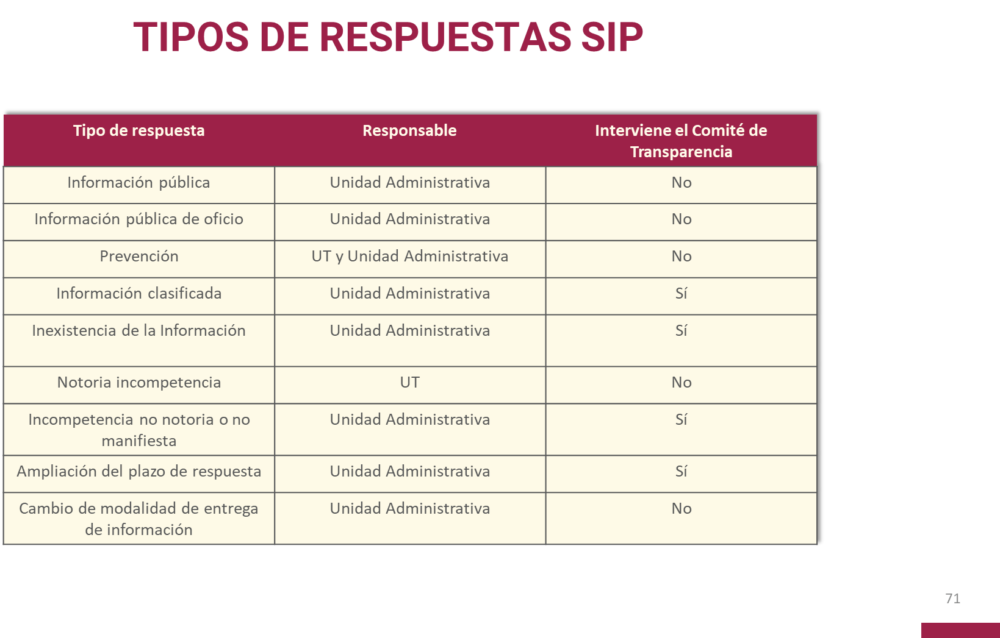 TIPOS DE RESPUESTAS SIP
Tipo de respuesta
Responsable
Interviene el Comité de
Transparencia
Información pública
Unidad Administrativa
No
Información pública de oficio
Unidad Administrativa
No
Prevención
UT y Unidad Administrativa
No
Información clasificada
Unidad Administrativa
Sí
Inexistencia de la Información
Unidad Administrativa
Sí
Notoria incompetencia
UT
No
Incompetencia no notoria o no
manifiesta
Unidad Administrativa
Sí
Ampliación del plazo de respuesta
Unidad Administrativa
Sí
Cambio de modalidad de entrega
de información
Unidad Administrativa
No
71